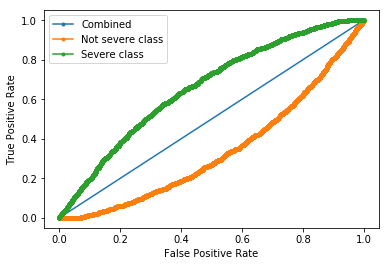 Combined
Not severe class
Severe class
True Positive Rate
1.0
0.8
0.6
0.4
0.2
0.0
0.0 0.2 0.4 0.6 0.8 1.0
False Positive Rate